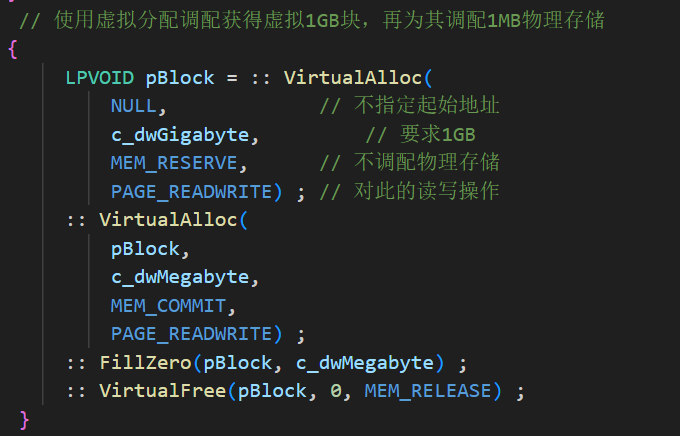 // 使用虚拟分配调配获得虚拟1GB块，再为其调配1MB物理存储
{
LPVOID pBlock = :: VirtualAlloc(
NULL, // 不指定起始地址
c_dwGigabyte, // 要求1GB
MEM_RESERVE, // 不调配物理存储
PAGE_READWRITE) ; // 对此的读写操作
:: VirtualAlloc(
pBlock,
c_dwMegabyte,
MEM_COMMIT,
PAGE_READWRITE) ;
:: FillZero(pBlock, c_dwMegabyte) ;
:: VirtualFree(pBlock, 0, MEM_RELEASE) ;
}